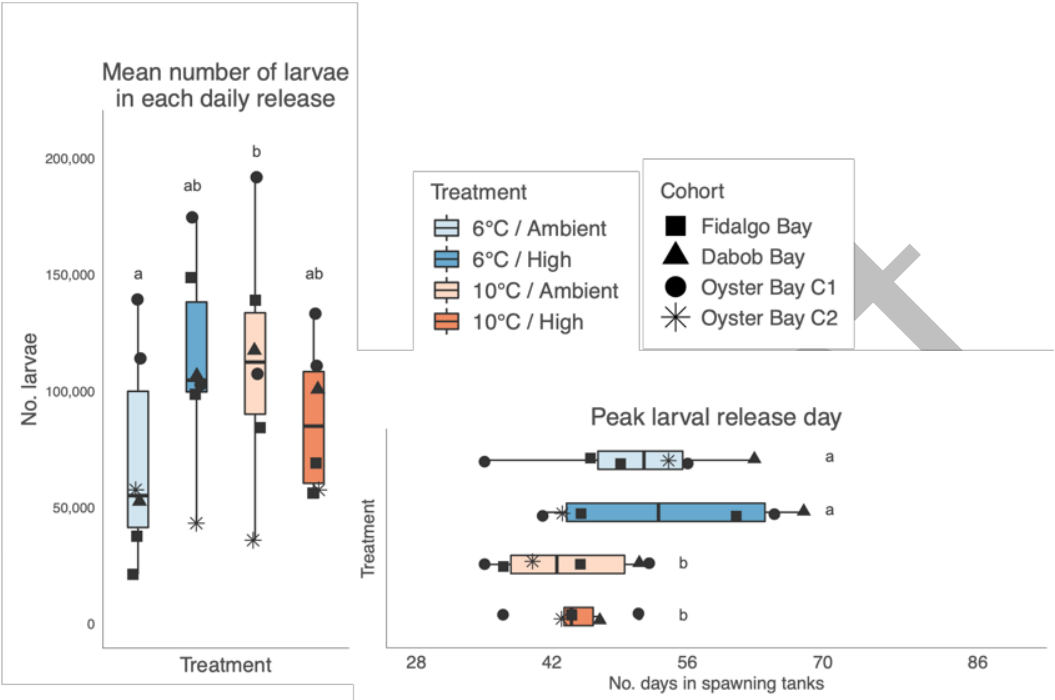 Mean number of larvae
in each daily release
200,000
150,000
100,000
50,000
0
No. larvae
a
ab
b
ab
Treatment
Treatment
6°C / Ambient
6°C / High
10°C / Ambient
10°C / High
Cohort
Fidalgo Bay
Dabob Bay
Oyster Bay C1
Oyster Bay C2
Peak larval release day
Treatment
a
a
b
b
28 42 56 70 86
No. days in spawning tanks